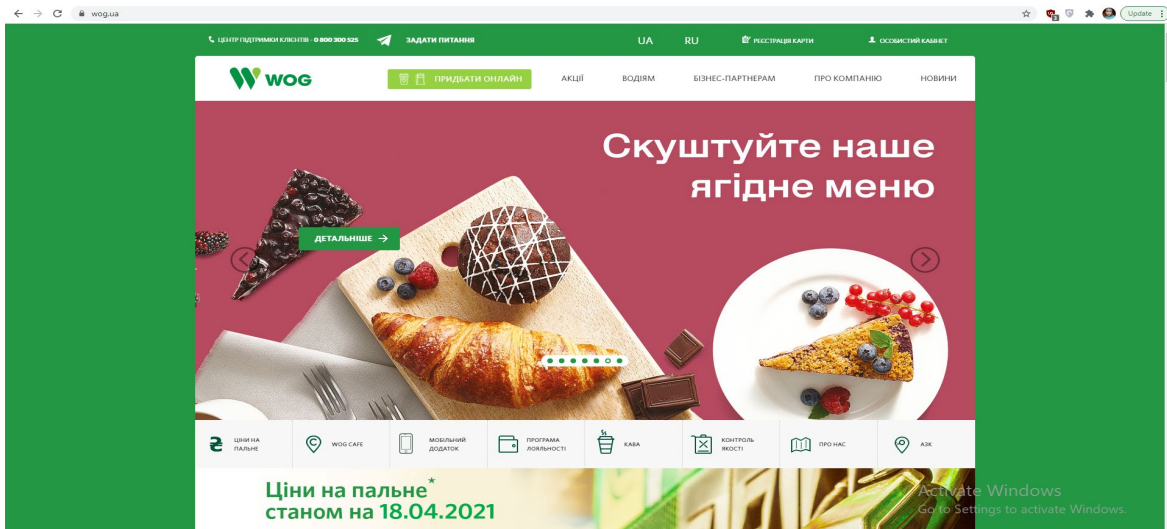 wog.ua
Update
ЦЕНТР ПІДТРИМКИ КЛІЄНТІВ - 0 800 300 525
ЗАДАТИ ПИТАННЯ
UA
RU
РЕЄСТРАЦІЯ КАРТИ
ОСОБИСТИЙ КАБІНЕТ
WOG
ПРИДБАТИ ОНЛАЙН
АКЦІЇ
ВОДІЯМ
БІЗНЕС-ПАРТНЕРАМ
ПРО КОМПАНІЮ
НОВИНИ
Скуштуйте наше
ягідне меню
ДЕТАЛЬНІШЕ
ЦІНИ НА
ПАЛЬНЕ
WOG CAFE
МОБІЛЬНИЙ
ДОДАТОК
ПРОГРАМА
ЛОЯЛЬНОСТІ
КАВА
КОНТРОЛЬ
ЯКОСТІ
ПРО НАС
АЗК
Ціни на пальне*
станом на 18.04.2021
Activate Windows
Go to Settings to activate Windows.